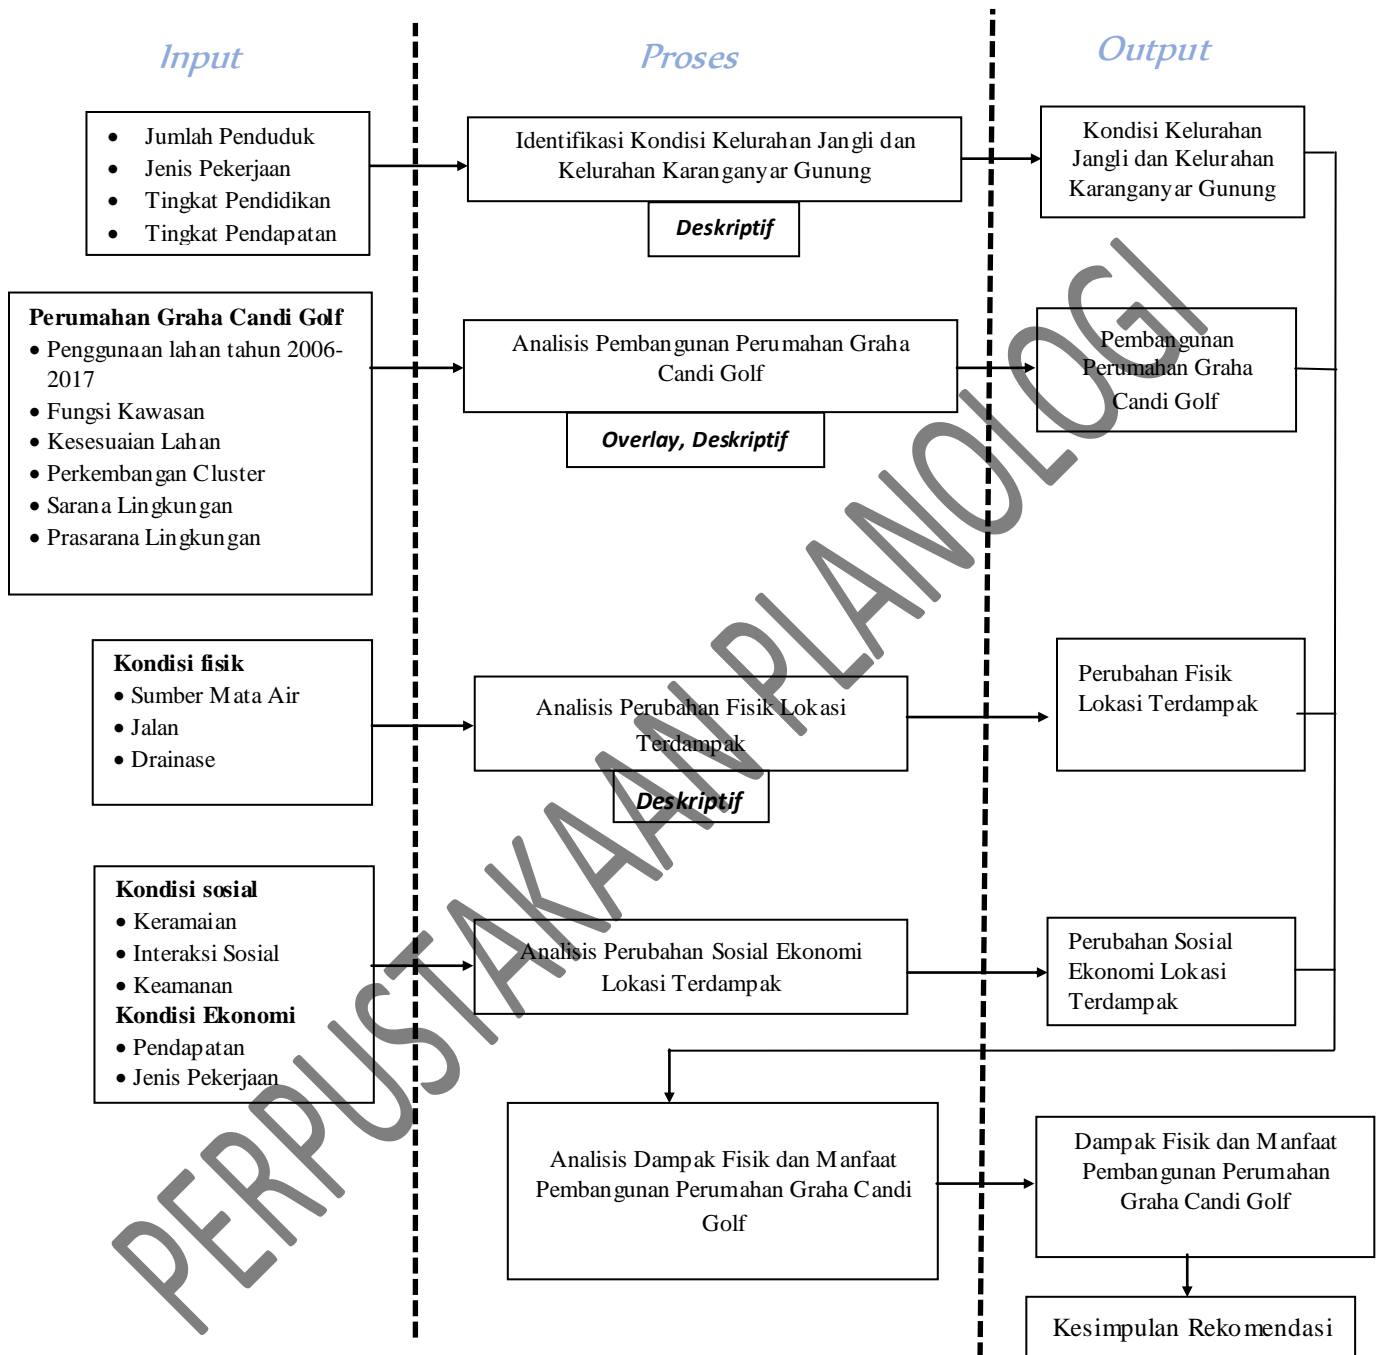 Input
Proses
Output
• Jumlah Penduduk
• Jenis Pekerjaan
• Tingkat Pendidikan
• Tingkat Pendapatan
Identifikasi Kondisi Kelurahan Jangli dan
Kelurahan Karanganyar Gunung
Deskriptif
Kondisi Kelurahan
Jangli dan Kelurahan
Karanganyar Gunung
Perumahan Graha Candi Golf
• Penggunaan lahan tahun 2006-
2017
• Fungsi Kawasan
• Kesesuaian Lahan
• Perkembangan Cluster
• Sarana Lingkungan
• Prasarana Lingkungan
Analisis Pembangunan Perumahan Graha
Candi Golf
Overlay, Deskriptif
Pembangunan
Perumahan Graha
Candi Golf
Kondisi fisik
• Sumber Mata Air
• Jalan
• Drainase
Analisis Perubahan Fisik Lokasi
Terdampak
Deskriptif
Perubahan Fisik
Lokasi Terdampak
Kondisi sosial
• Keramaian
• Interaksi Sosial
• Keamanan
Kondisi Ekonomi
• Pendapatan
• Jenis Pekerjaan
Analisis Perubahan Sosial Ekonomi
Lokasi Terdampak
Perubahan Sosial
Ekonomi Lokasi
Terdampak
Analisis Dampak Fisik dan Manfaat
Pembangunan Perumahan Graha Candi
Golf
Dampak Fisik dan Manfaat
Pembangunan Perumahan
Graha Candi Golf
Kesimpulan Rekomendasi
PERPUSTAKAAN PLANOLOGI